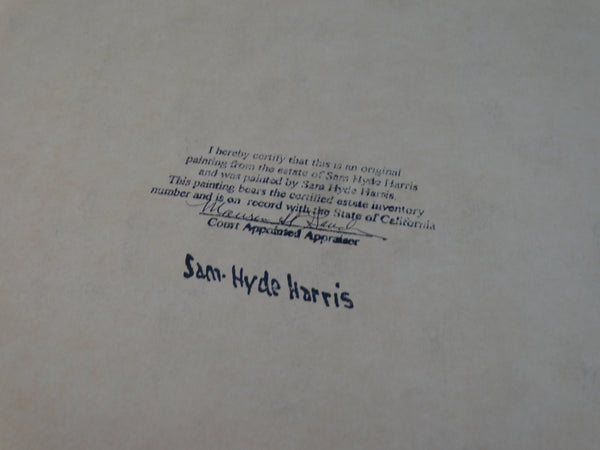 I hereby certify that this is an original
painting from the estate of Sam Hyde Harris
and was painted by Sam Hyde Harris.
This painting bears the certified estate inventory
number and is on record with the State of California
Court Appointed Appraiser
Sam-Hyde Harris